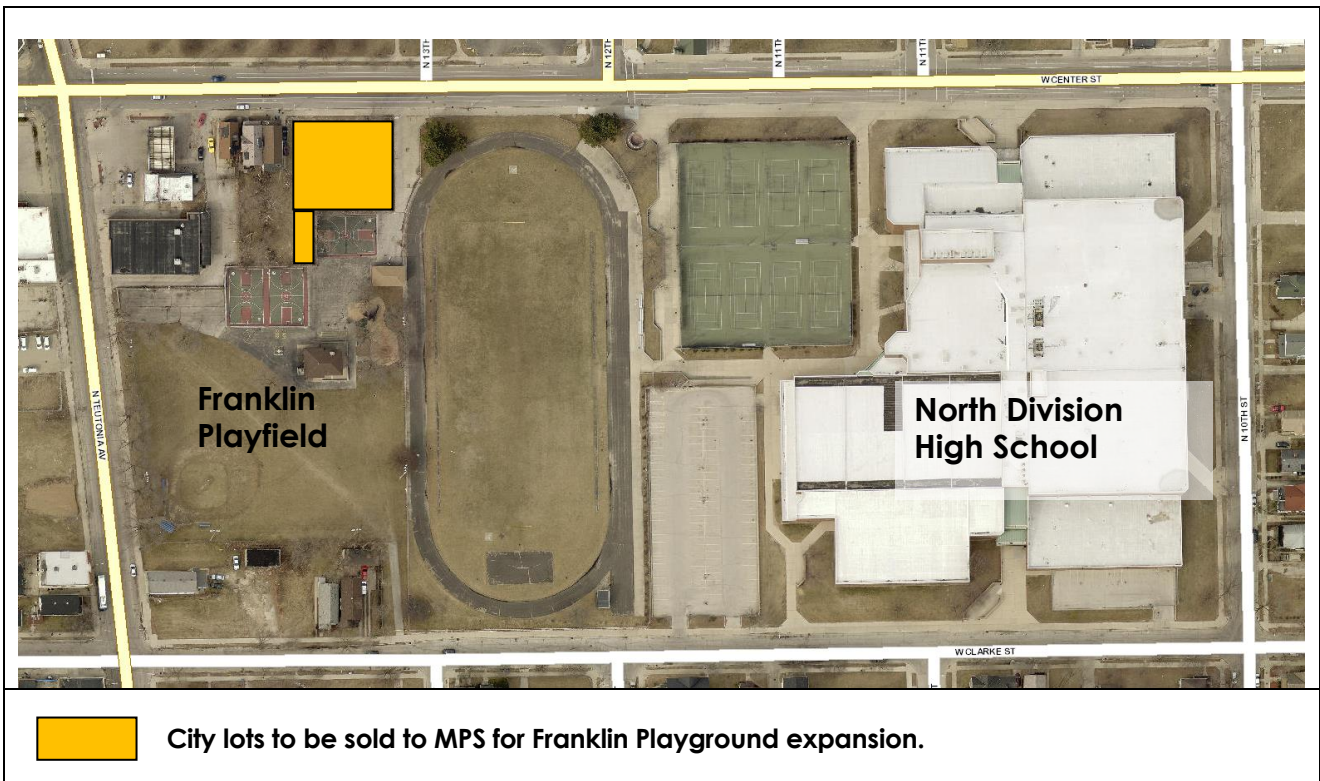 N 13TH
N 12TH
N 11TH
N 11TH
W CENTER ST
N TEUTONIA AV
Franklin
Playfield
North Division
High School
N 10TH ST
W CLARKE ST
T
City lots to be sold to MPS for Franklin Playground expansion.